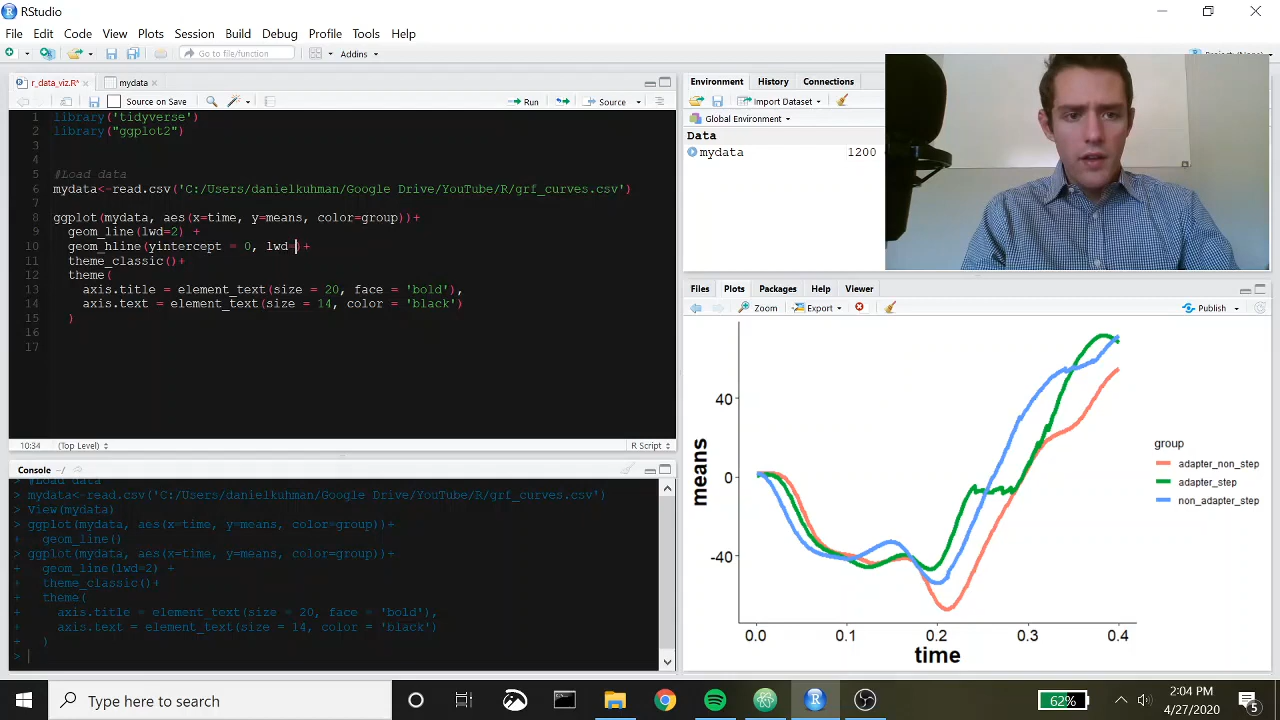 RStudio
File Edit Code View Plots Session Build Debug Profile Tools Help
Go to file/function Addins
r_data_viz.R* mydata
Source on Save Run Source
1 library('tidyverse')
2 library("ggplot2")
3
4
5 #Load data
6 mydata<-read.csv('C:/Users/danielkuhman/Google Drive/YouTube/R/grf_curves.csv')
7
8 ggplot(mydata, aes(x=time, y=means, color=group))+
9 geom_line(lwd=2) +
10 geom_hline(yintercept = 0, lwd=)+
11 theme_classic()+
12 theme(
13 axis.title = element_text(size = 20, face = 'bold'),
14 axis.text = element_text(size = 14, color = 'black')
15 )
16
17
10:34 (Top Level) R Script
Console ~/
> #Load data
> mydata<-read.csv('C:/Users/danielkuhman/Google Drive/YouTube/R/grf_curves.csv')
> View(mydata)
> ggplot(mydata, aes(x=time, y=means, color=group))+
+ geom_line()
> ggplot(mydata, aes(x=time, y=means, color=group))+
+ geom_line(lwd=2) +
+ theme_classic()+
+ theme(
+ axis.title = element_text(size = 20, face = 'bold'),
+ axis.text = element_text(size = 14, color = 'black')
+ )
>
Environment History Connections
Import Dataset
Global Environment
Data
mydata 1200
Files Plots Packages Help Viewer
Zoom Export Publish
40
0
-40
means
0.0 0.1 0.2 0.3 0.4
time
group
adapter_non_step
adapter_step
non_adapter_step
Type here to search
62%
2:04 PM
4/27/2020
5